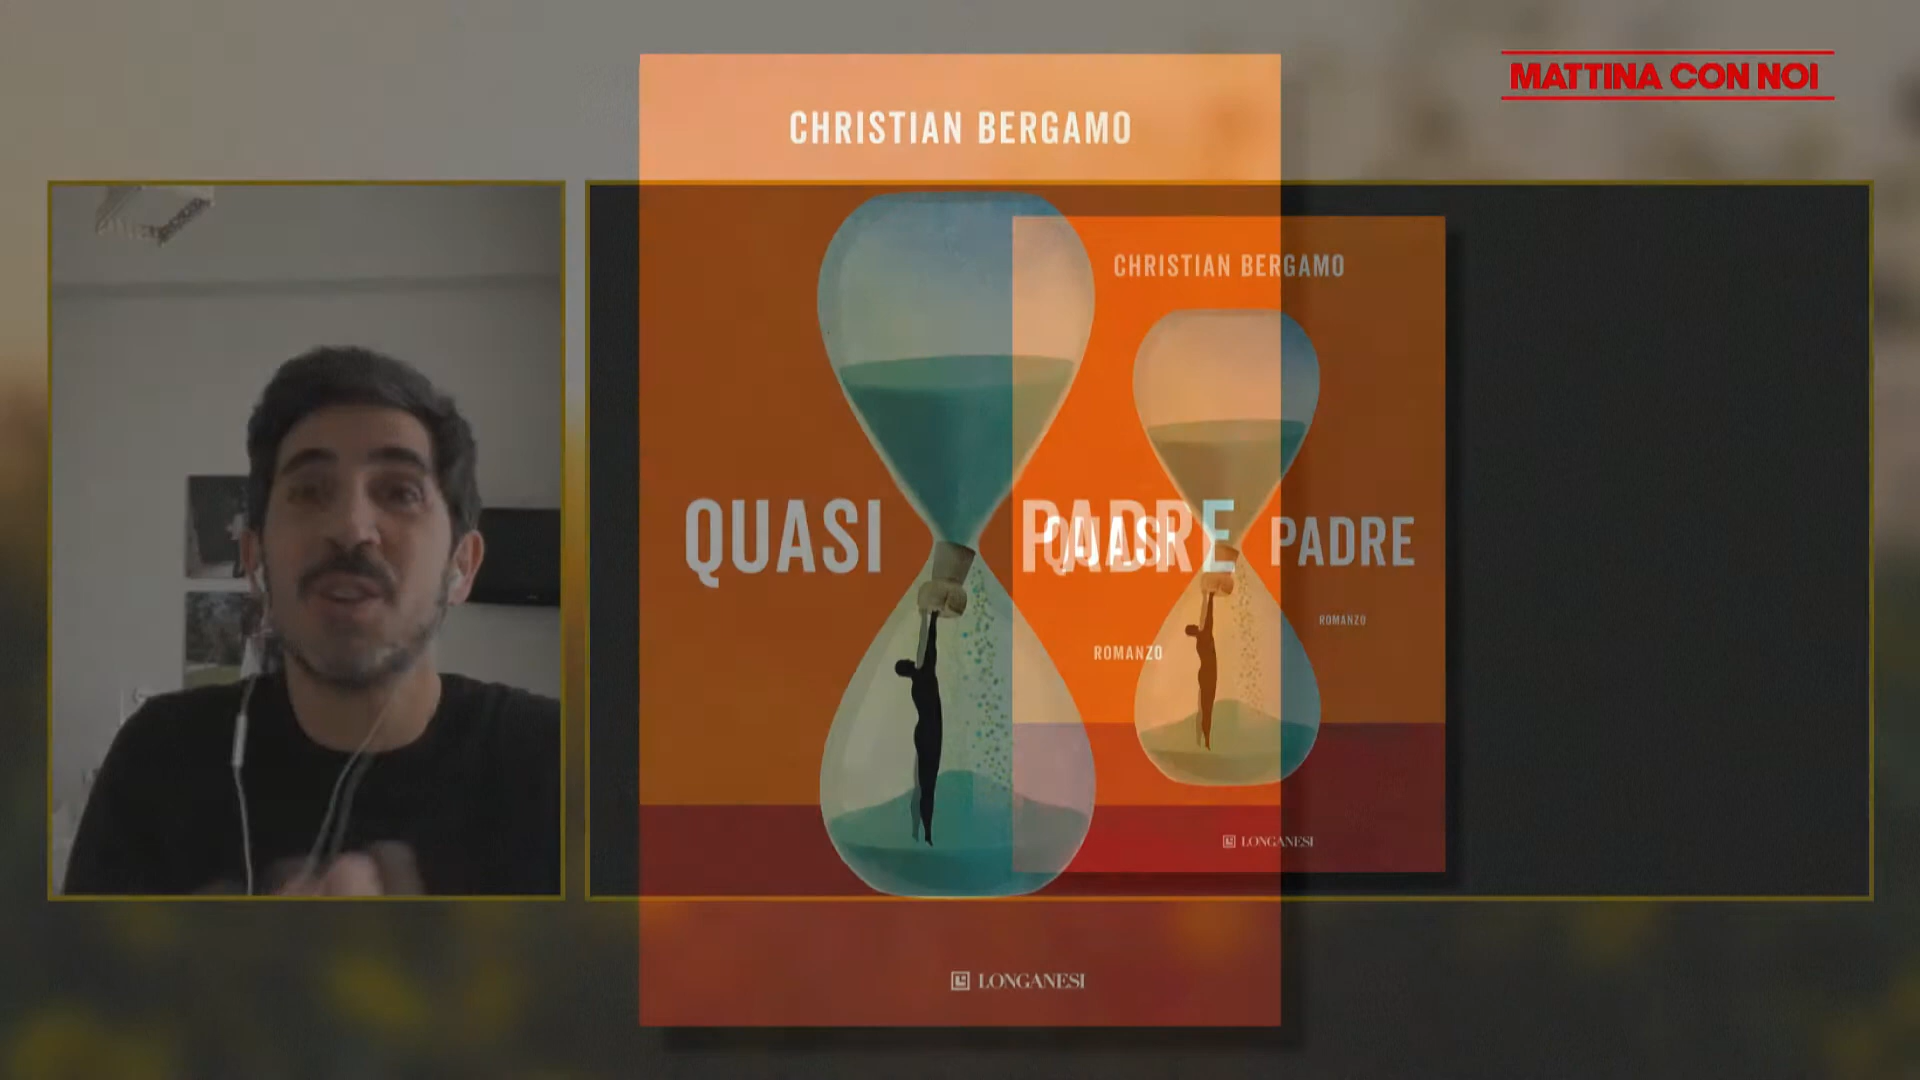 MATTINA CON NOI
CHRISTIAN BERGAMO
QUASI PADRE
ROMANZO
LONGANESI
CHRISTIAN BERGAMO
QUASI PADRE
ROMANZO
LONGANESI